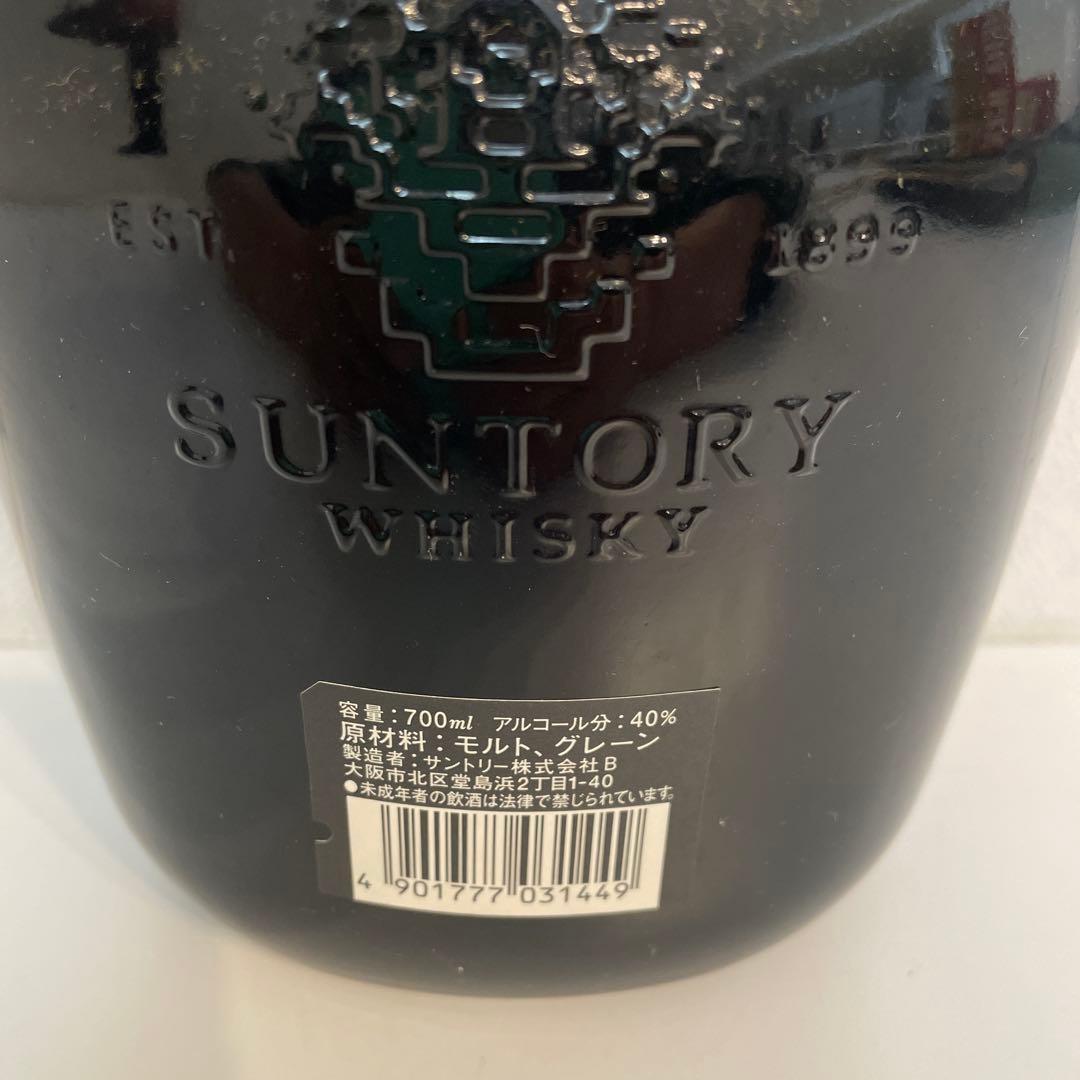 EST 1899
SUNTORY
WHISKY
容量:700ml アルコール分:40%
原材料:モルト、グレーン
製造者:サントリー株式会社B
大阪市北区堂島浜2丁目1-40
●未成年者の飲酒は法律で禁じられています。
4 901777 031449